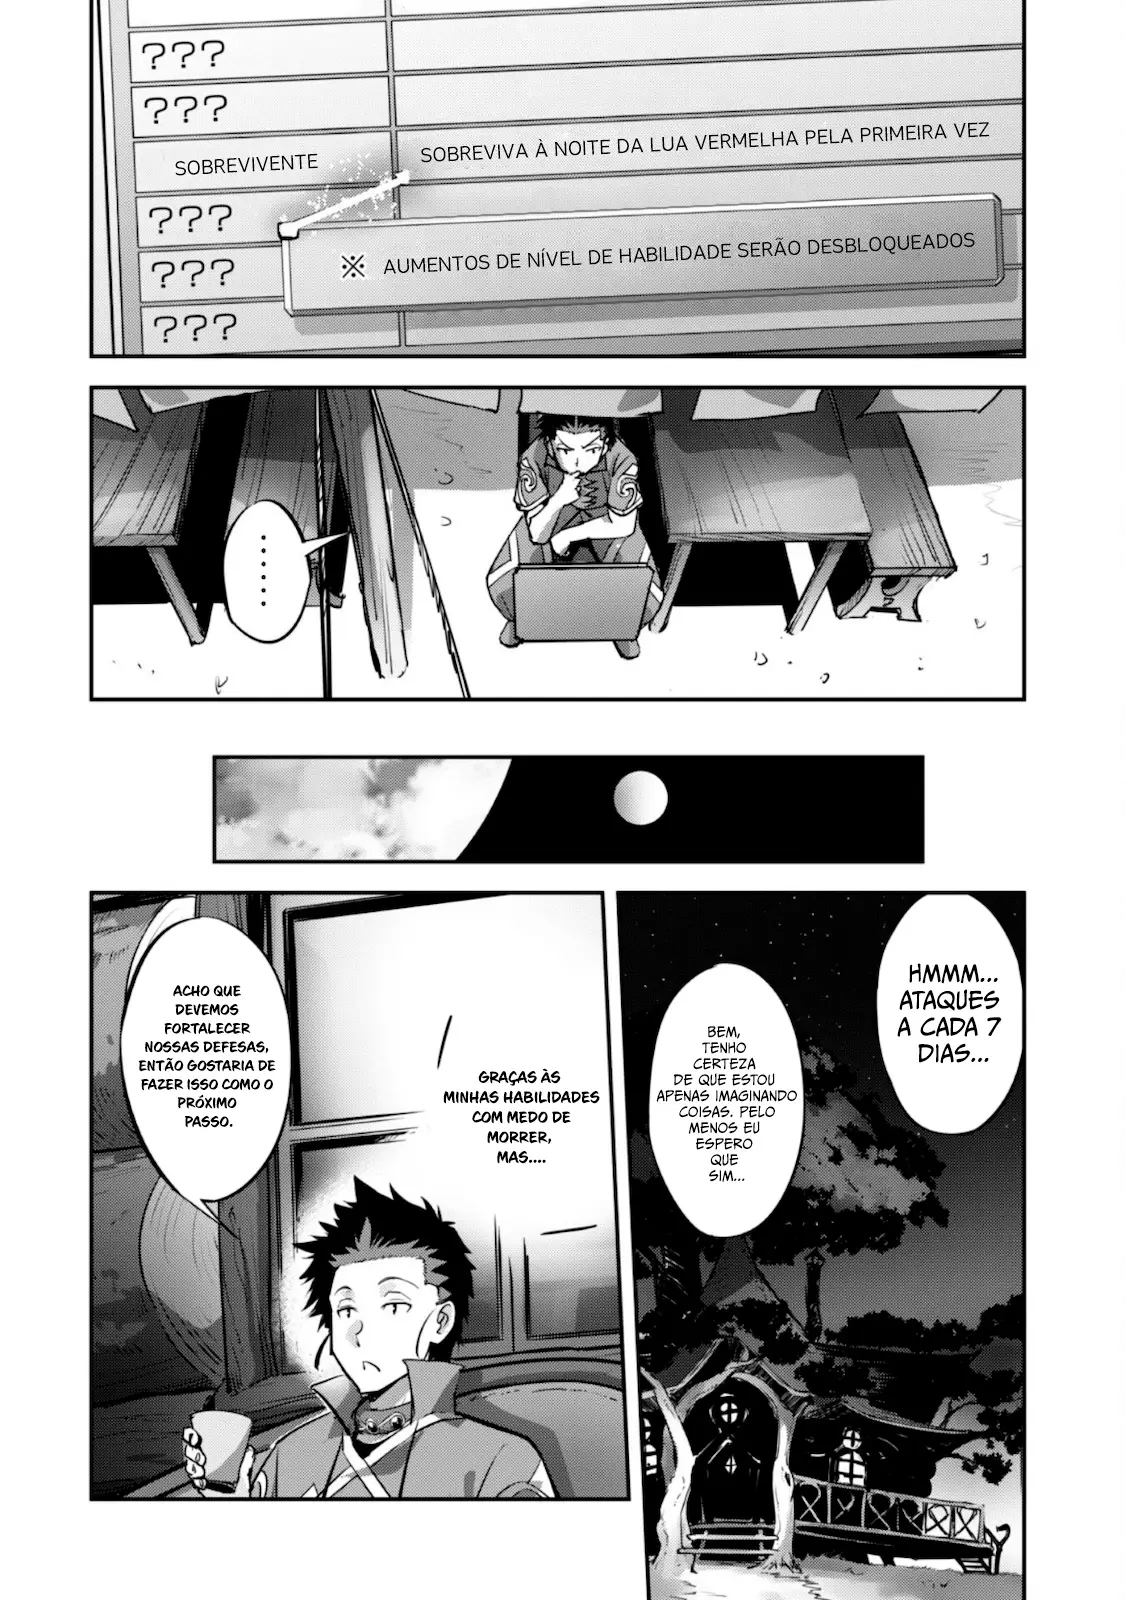 ???
???
SOBREVIVENTE
SOBREVIVA À NOITE DA LUA VERMELHA PELA PRIMEIRA VEZ
???
???
???
※ AUMENTOS DE NÍVEL DE HABILIDADE SERÃO DESBLOQUEADOS
......
HMMM...
ATAQUES
A CADA 7
DIAS...
BEM,
TENHO
CERTEZA
DE QUE ESTOU
APENAS IMAGINANDO
COISAS. PELO
MENOS EU
ESPERO
QUE
SIM...
GRAÇAS ÀS
MINHAS HABILIDADES
COM MEDO DE
MORRER,
MAS....
ACHO QUE
DEVEMOS
FORTALECER
NOSSAS DEFESAS,
ENTÃO GOSTARIA DE
FAZER ISSO COMO O
PRÓXIMO
PASSO.